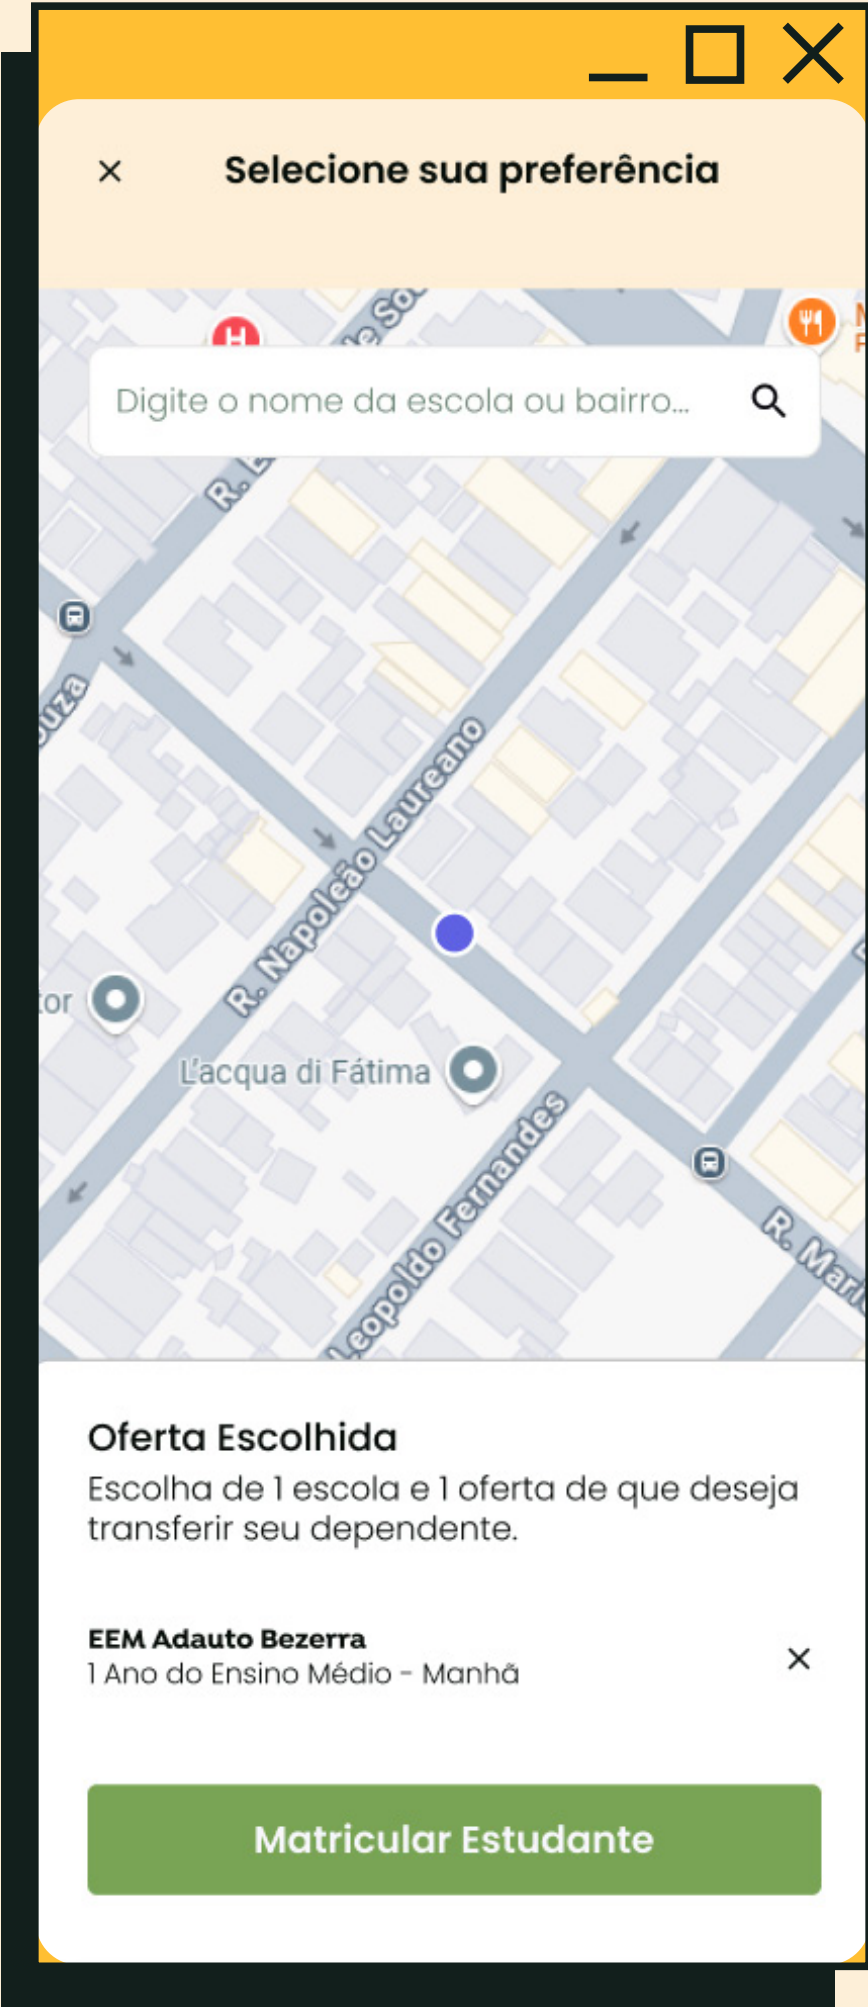 Selecione sua preferência
Digite o nome da escola ou bairro...
R. Napoleão Laureano
L'acqua di Fátima
Leopoldo Fernandes
Oferta Escolhida
Escolha de 1 escola e 1 oferta de que deseja
transferir seu dependente.
EEM Adauto Bezerra
1 Ano do Ensino Médio - Manhã
Matricular Estudante